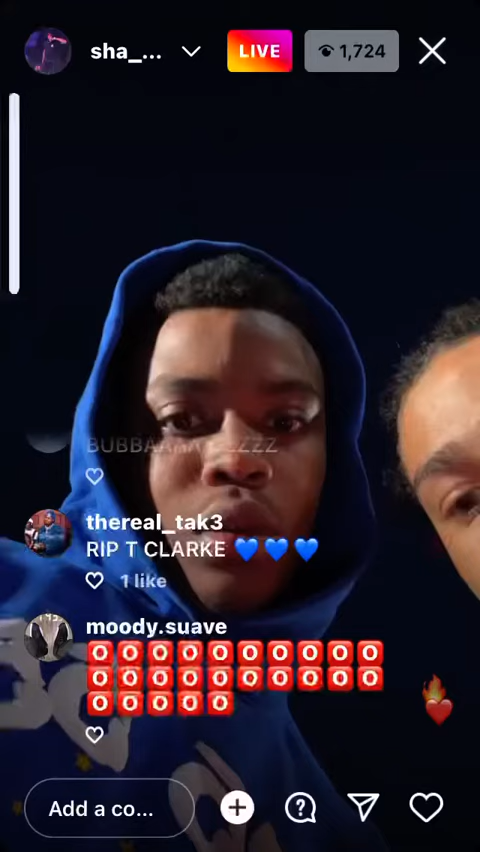 sha_...
LIVE
1,724
thereal_tak3
RIP T CLARKE 💙💙💙
1 like
moody.suave
🅾️🅾️🅾️🅾️🅾️🅾️🅾️🅾️🅾️🅾️
🅾️🅾️🅾️🅾️🅾️🅾️🅾️🅾️🅾️🅾️
🅾️🅾️🅾️🅾️🅾️
Add a co...